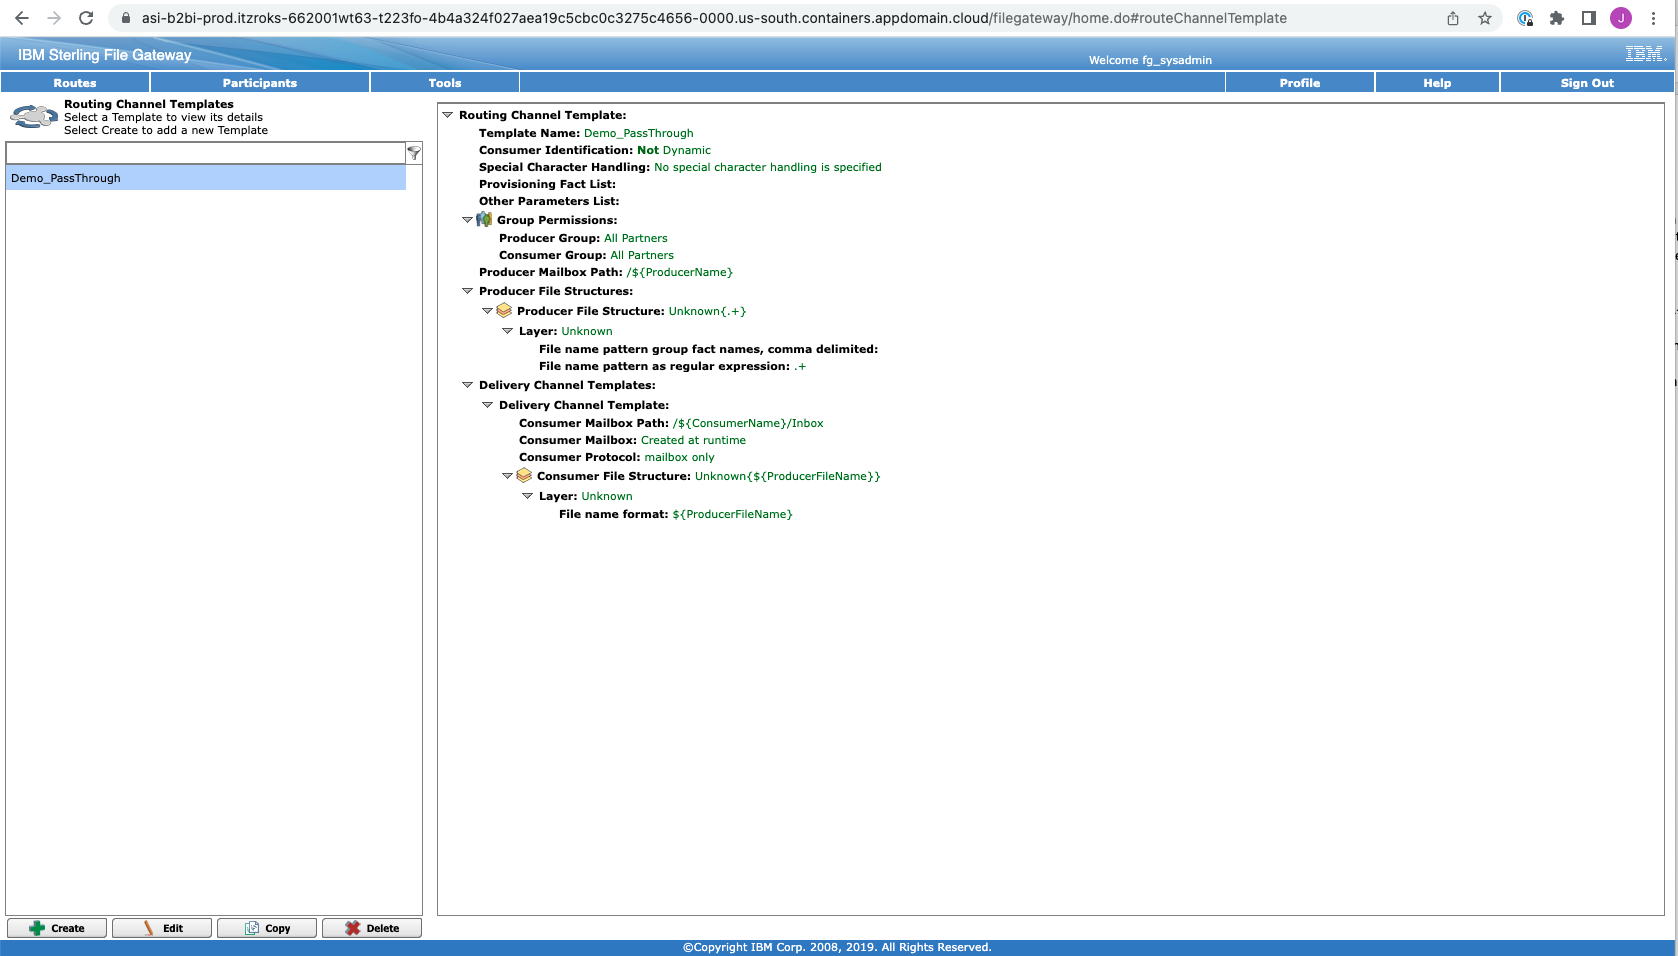 asi-b2bi-prod.itzroks-662001wt63-t223fo-4b4a324f027aea19c5cbc0c3275c4656-0000.us-south.containers.appdomain.cloud/filegateway/home.do#routeChannelTemplate
J
IBM Sterling File Gateway
Welcome fg_sysadmin
IBM
Routes Participants Tools Profile Help Sign Out
Routing Channel Templates
Select a Template to view its details
Select Create to add a new Template
Demo_PassThrough
Routing Channel Template:
Template Name: Demo_PassThrough
Consumer Identification: Not Dynamic
Special Character Handling: No special character handling is specified
Provisioning Fact List:
Other Parameters List:
Group Permissions:
Producer Group: All Partners
Consumer Group: All Partners
Producer Mailbox Path: /${ProducerName}
Producer File Structures:
Producer File Structure: Unknown{.+}
Layer: Unknown
File name pattern group fact names, comma delimited:
File name pattern as regular expression: .+
Delivery Channel Templates:
Delivery Channel Template:
Consumer Mailbox Path: /${ConsumerName}/Inbox
Consumer Mailbox: Created at runtime
Consumer Protocol: mailbox only
Consumer File Structure: Unknown{${ProducerFileName}}
Layer: Unknown
File name format: ${ProducerFileName}
Create Edit Copy Delete
©Copyright IBM Corp. 2008, 2019. All Rights Reserved.